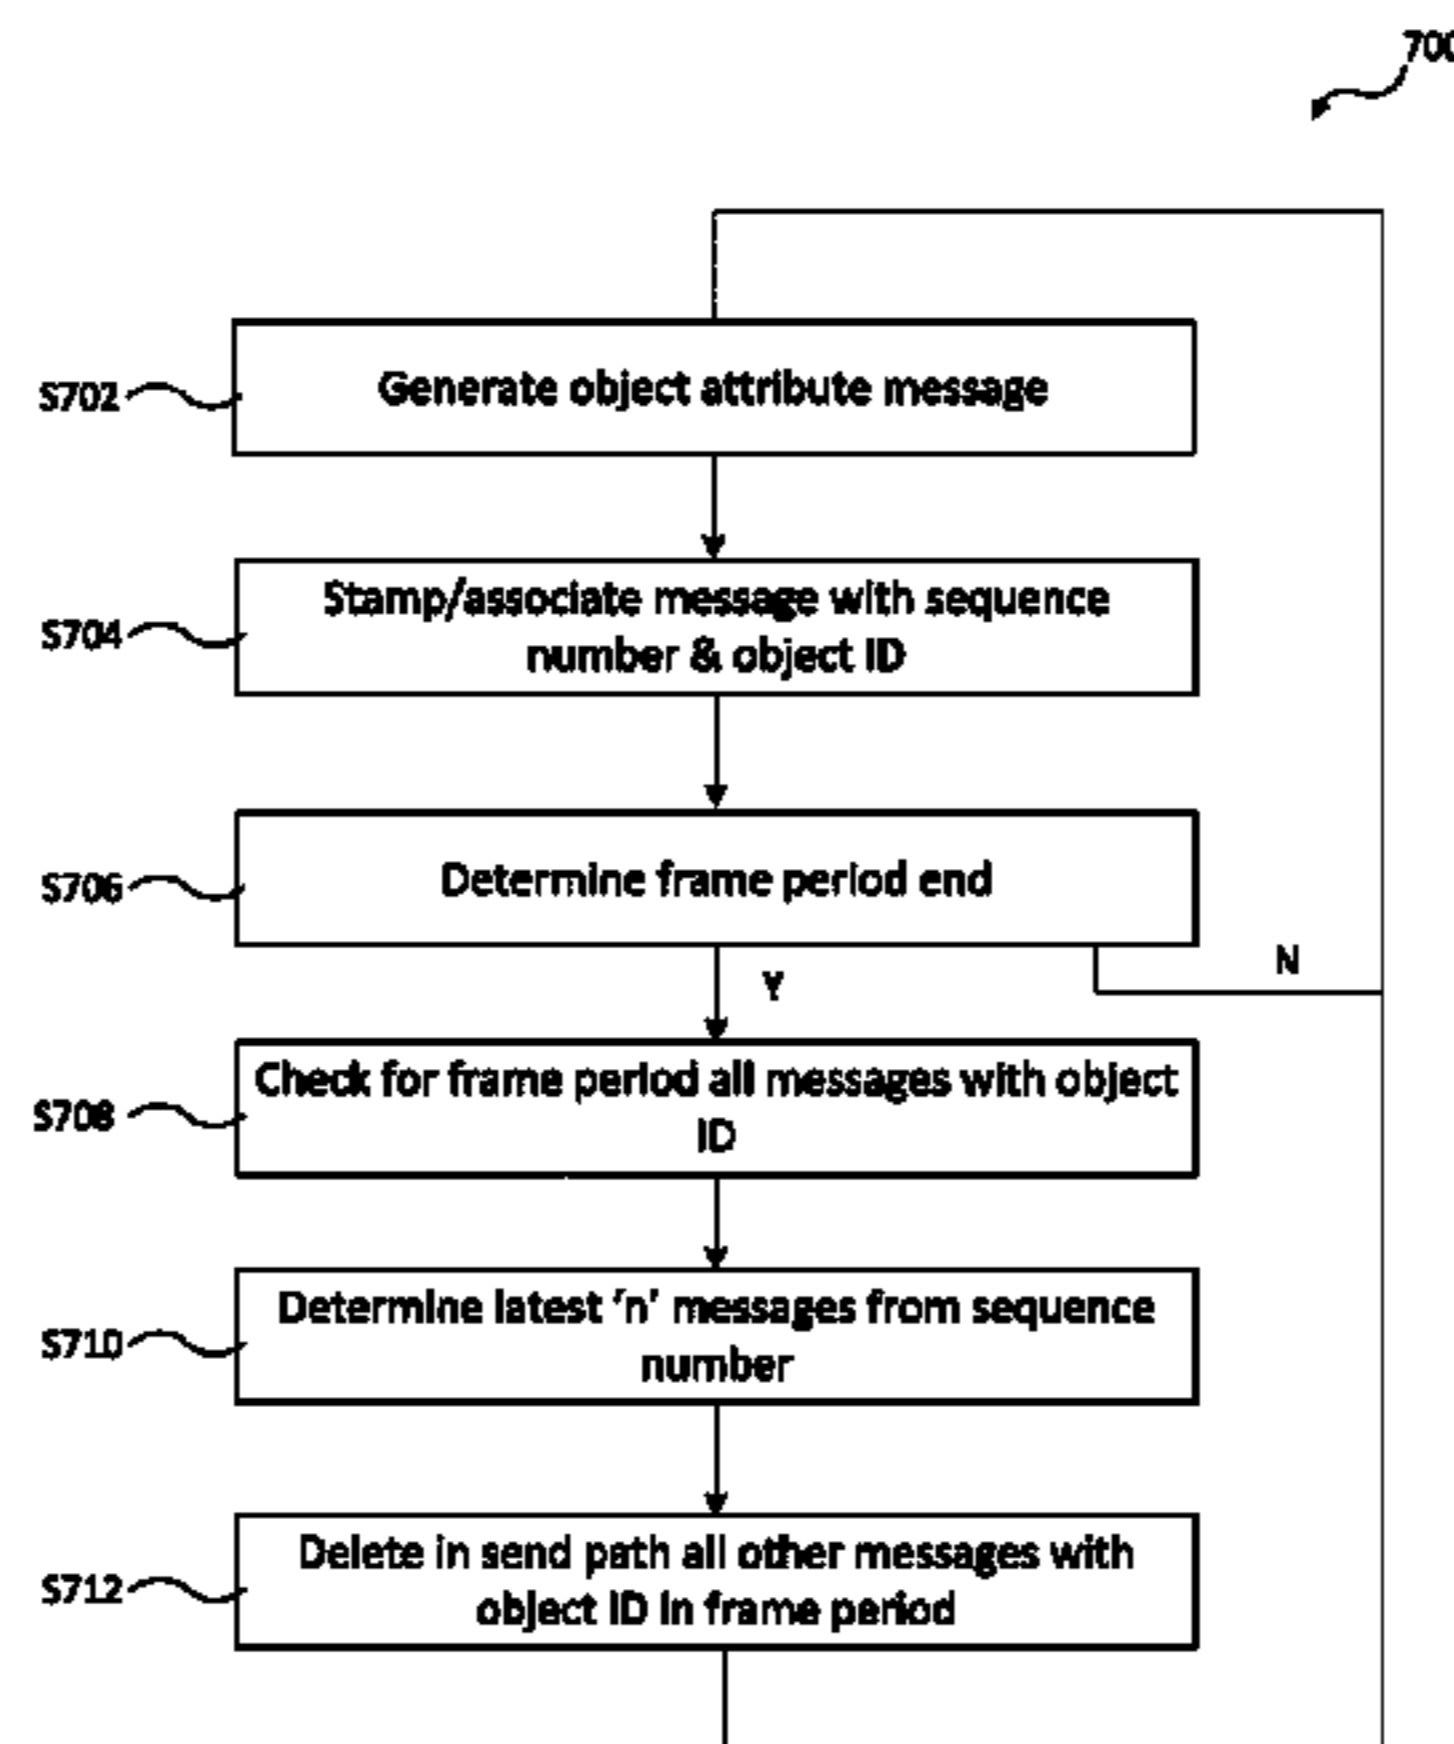 700
S702
Generate object attribute message
S704
Stamp/associate message with sequence
number & object ID
S706
Determine frame period end
Y
N
S708
Check for frame period all messages with object
ID
S710
Determine latest 'n' messages from sequence
number
S712
Delete in send path all other messages with
object ID in frame period